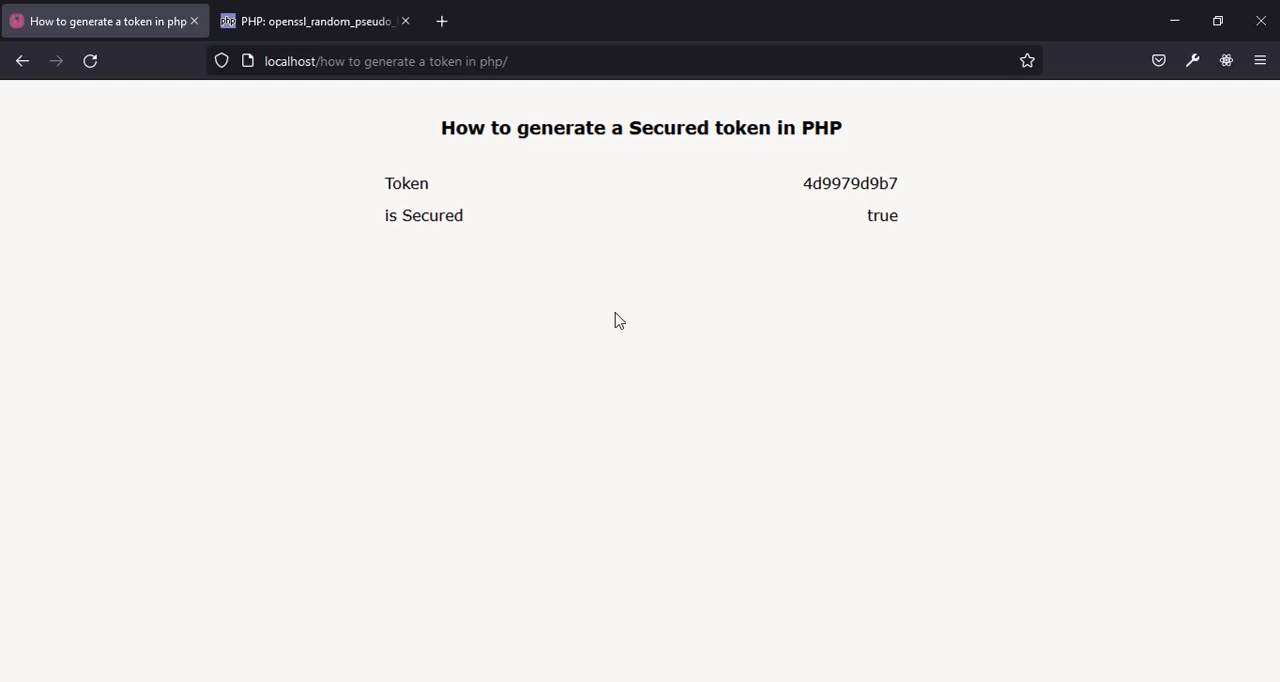 How to generate a token in php
php PHP: openssl_random_pseudo_
localhost/how to generate a token in php/
How to generate a Secured token in PHP
Token 4d9979d9b7
is Secured true